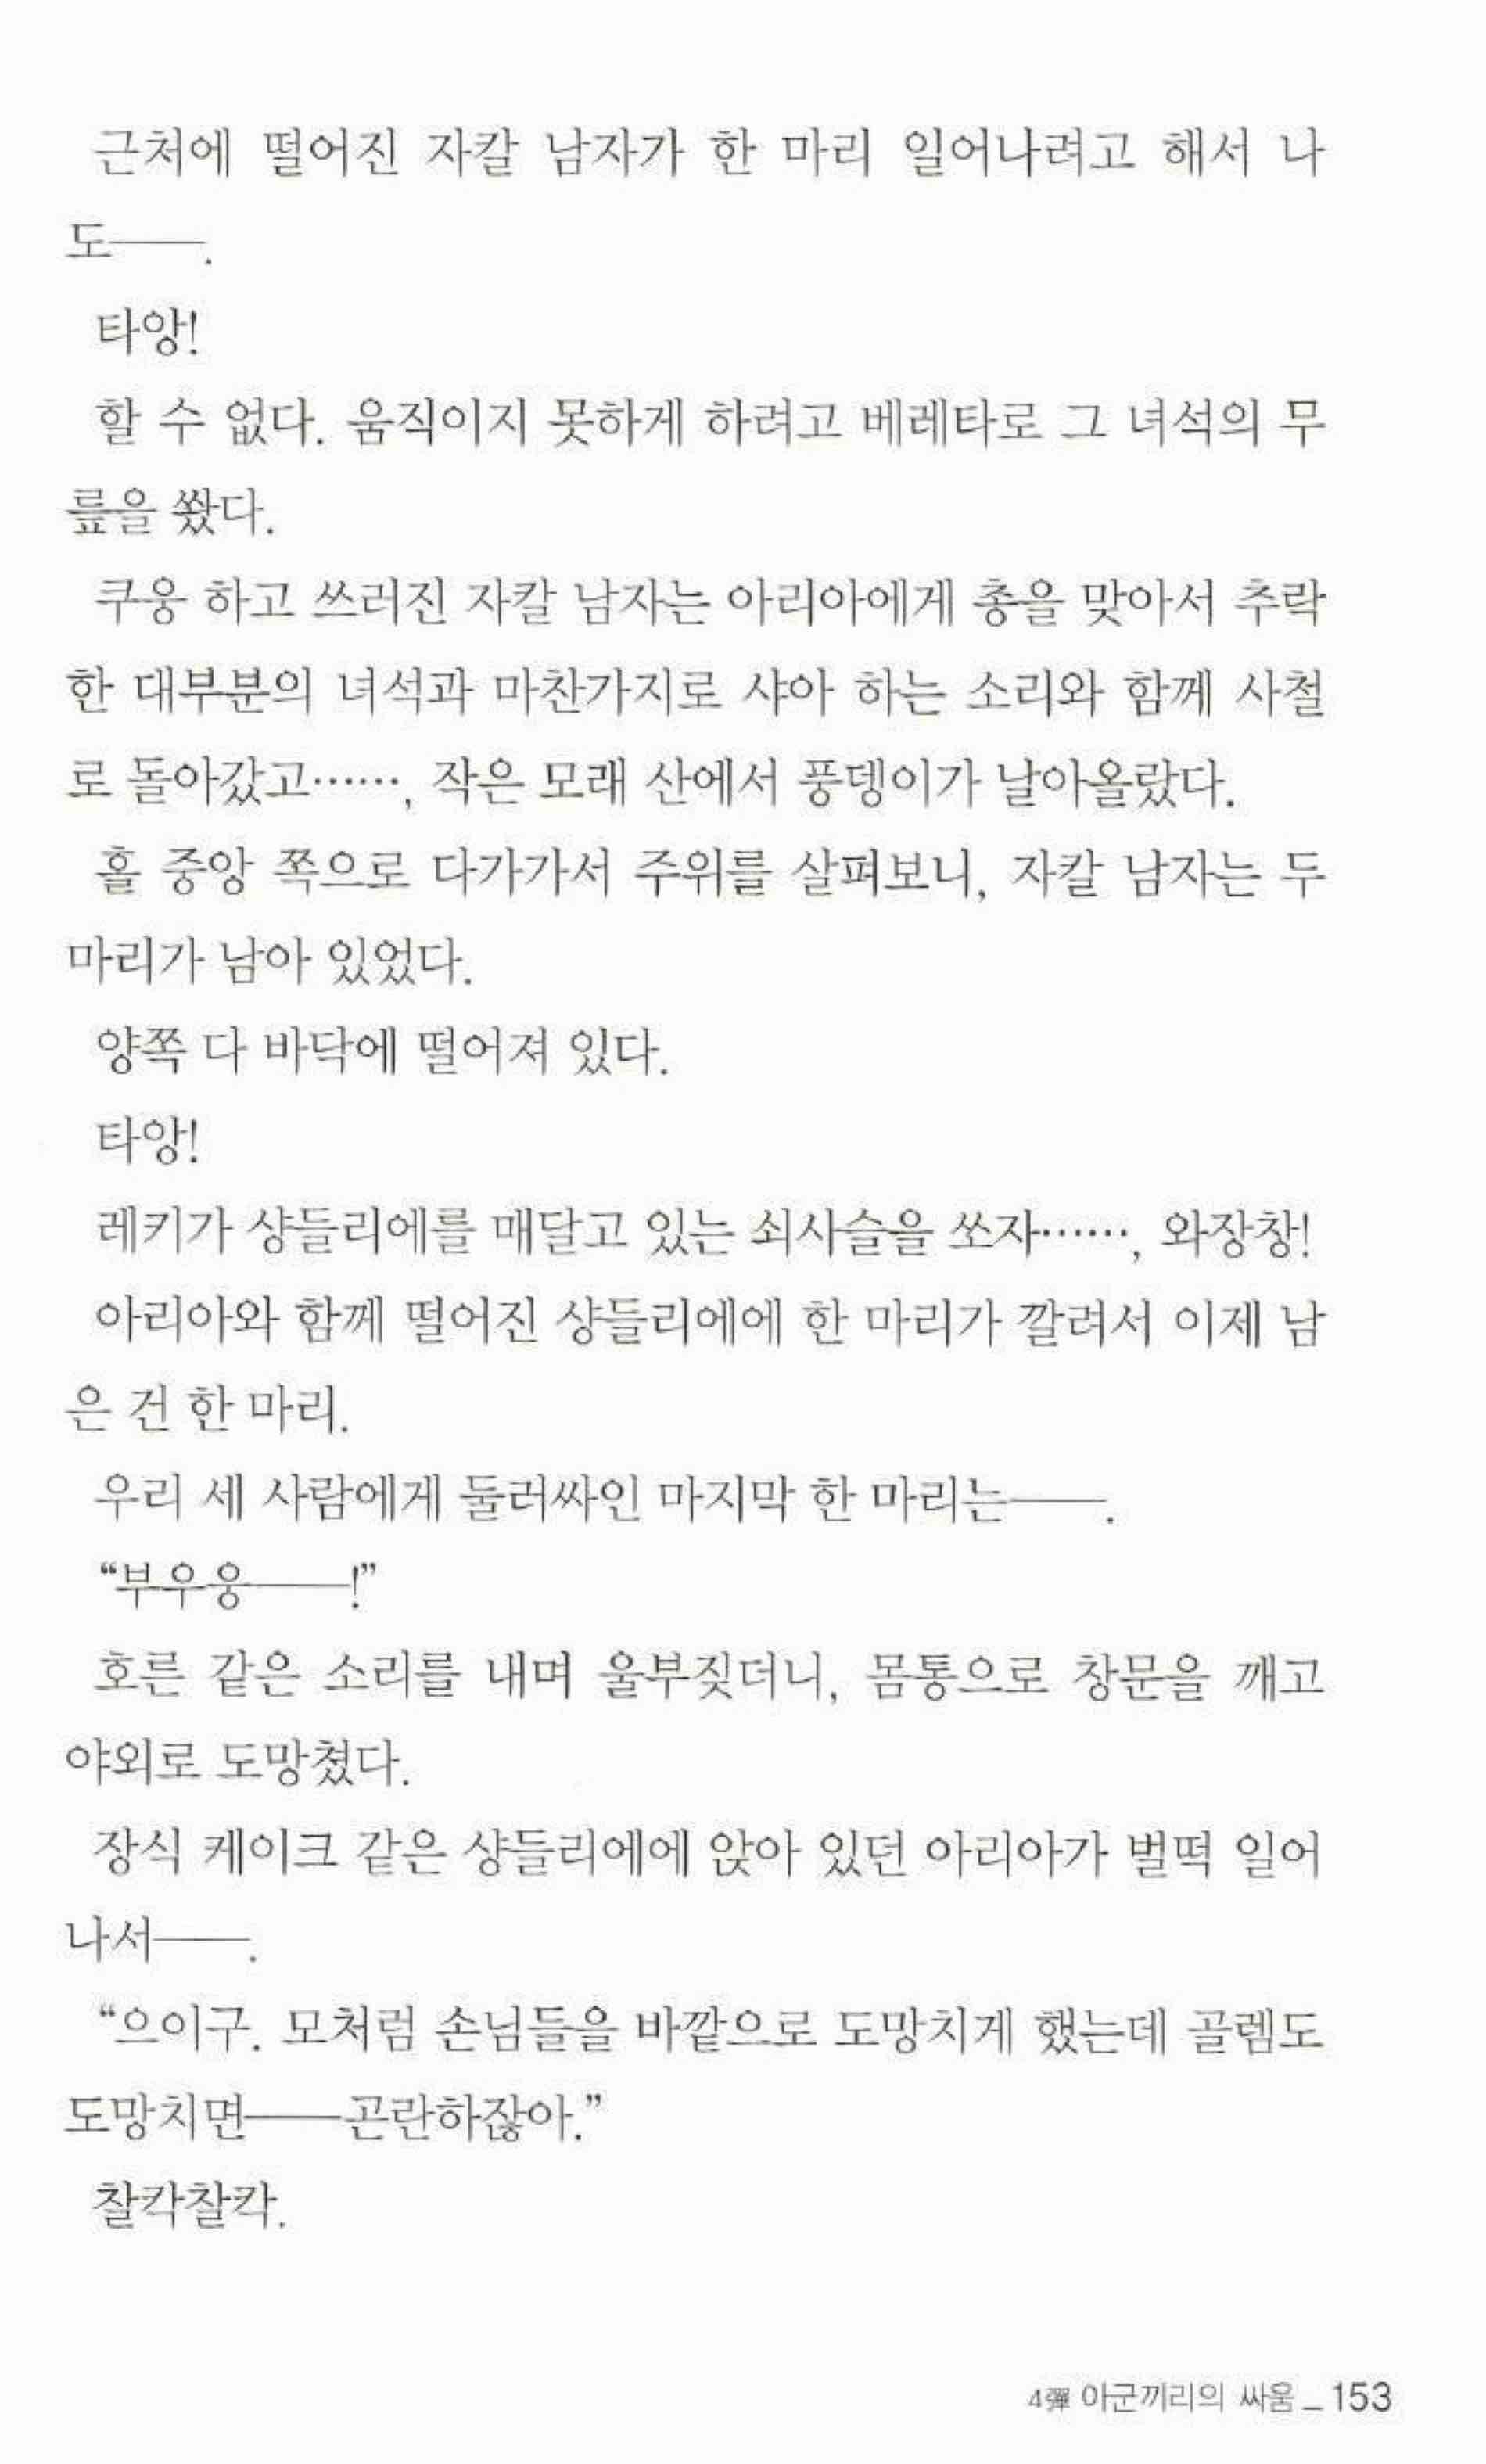 근처에 떨어진 자칼 남자가 한 마리 일어나려고 해서 나
도――.
타앙!
할 수 없다. 움직이지 못하게 하려고 베레타로 그 녀석의 무
릎을 쐈다.
쿠웅 하고 쓰러진 자칼 남자는 아리아에게 총을 맞아서 추락
한 대부분의 녀석과 마찬가지로 샤아 하는 소리와 함께 사철
로 돌아갔고……, 작은 모래 산에서 풍뎅이가 날아올랐다.
홀 중앙 쪽으로 다가가서 주위를 살펴보니, 자칼 남자는 두
마리가 남아 있었다.
양쪽 다 바닥에 떨어져 있다.
타앙!
레키가 샹들리에를 매달고 있는 쇠사슬을 쏘자……, 와장창!
아리아와 함께 떨어진 샹들리에에 한 마리가 깔려서 이제 남
은 건 한 마리.
우리 세 사람에게 둘러싸인 마지막 한 마리는――.
“부우웅――!”
호른 같은 소리를 내며 울부짖더니, 몸통으로 창문을 깨고
야외로 도망쳤다.
장식 케이크 같은 샹들리에에 앉아 있던 아리아가 벌떡 일어
나서――.
“으이구. 모처럼 손님들을 바깥으로 도망치게 했는데 골렘도
도망치면――곤란하잖아.”
찰칵찰칵.
4彈 아군끼리의 싸움 _ 153